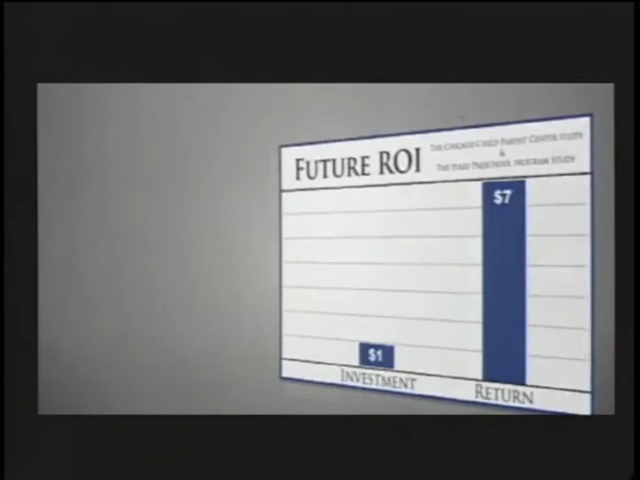 FUTURE ROI
THE CHICAGO CHILD-PARENT CENTER STUDY
&
THE PERRY PRESCHOOL PROGRAM STUDY
$7
$1
INVESTMENT
RETURN